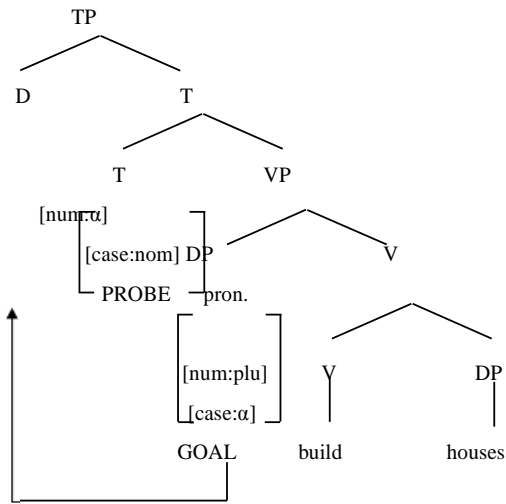 TP
D T
T VP
[num:α]
[case:nom] DP V
PROBE pron.
[num:plu] V DP
[case:α]
GOAL build houses